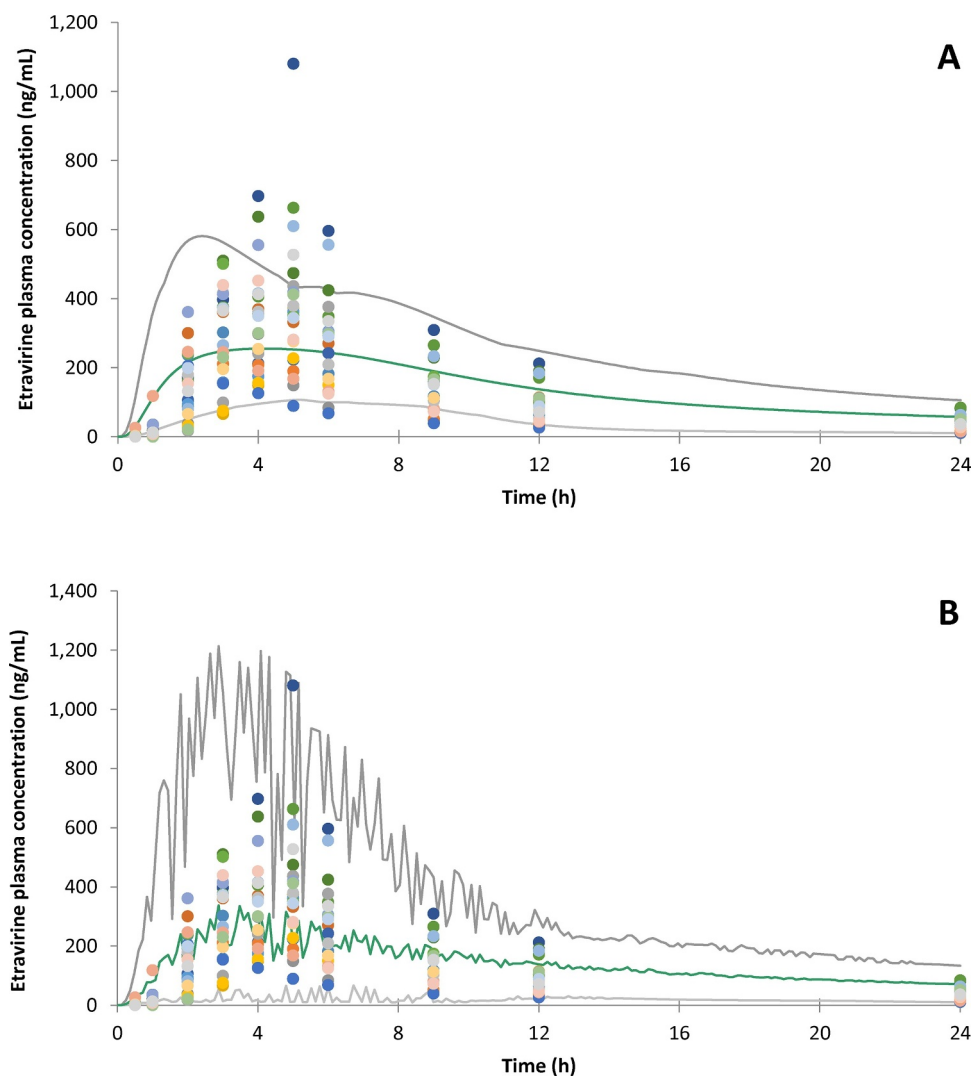 A
Etravirine plasma concentration (ng/mL)
1,200
1,000
800
600
400
200
0
0 4 8 12 16 20 24
Time (h)
B
Etravirine plasma concentration (ng/mL)
1,400
1,200
1,000
800
600
400
200
0
0 4 8 12 16 20 24
Time (h)